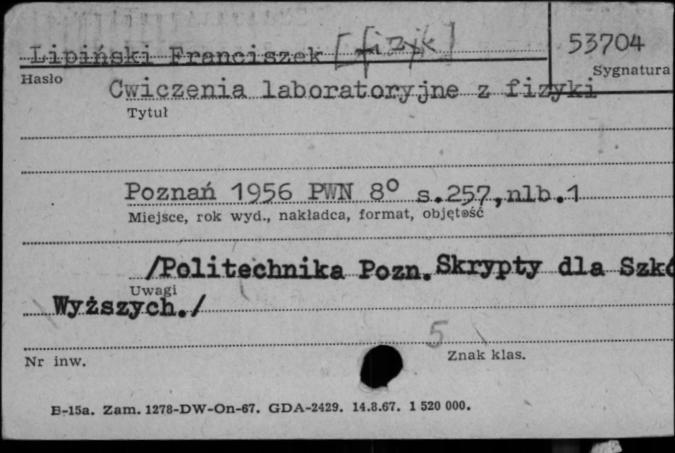 Lipiński Franciszek [fizyk] 53704
Hasło Sygnatura
Cwiczenia laboratoryjne z fizyki
Tytuł
Poznań 1956 PWN 8° s.257,nlb.1
Miejsce, rok wyd., nakładca, format, objętość
/Politechnika Pozn. Skrypty dla Szkó
Uwagi
Wyższych./
5
Nr inw. Znak klas.
B-15a. Zam. 1278-DW-On-67. GDA-2429. 14.8.67. 1 520 000.